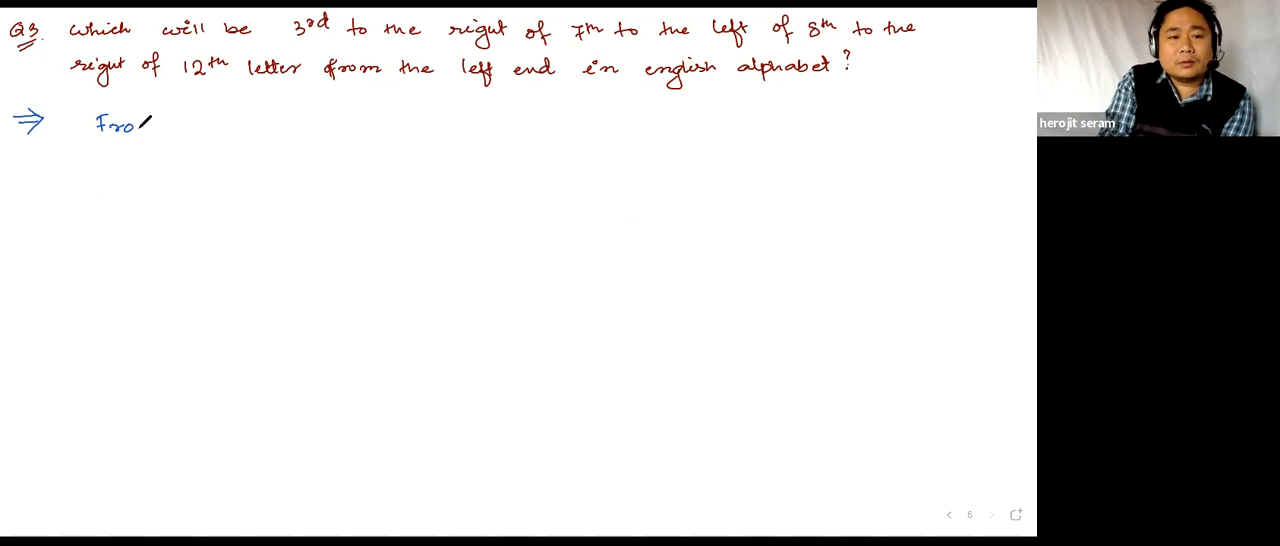 Q3. Which will be 3rd to the right of 7th to the left of 8th to the
right of 12th letter from the left end in english alphabet?
⇒ Fro
herojit seram
6